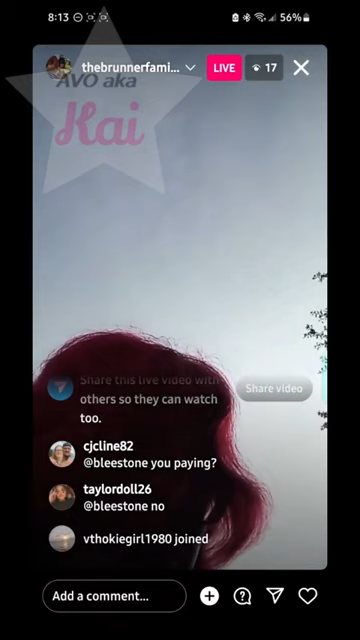 8:13
56%
thebrunnerfami...
LIVE
17
AVO aka
Kai
Share this live video with
others so they can watch
too.
Share video
cjcline82
@bleestone you paying?
taylordoll26
@bleestone no
vthokiegirl1980 joined
Add a comment...